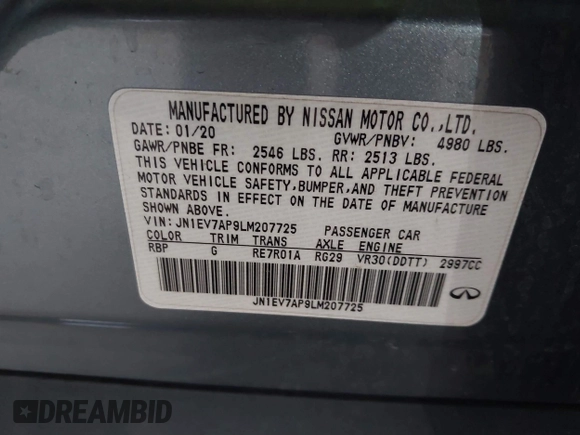 MANUFACTURED BY NISSAN MOTOR CO.,LTD.
DATE: 01/20 GVWR/PNBV: 4980 LBS.
GAWR/PNBE FR: 2546 LBS. RR: 2513 LBS.
THIS VEHICLE CONFORMS TO ALL APPLICABLE FEDERAL
MOTOR VEHICLE SAFETY,BUMPER,AND THEFT PREVENTION
STANDARDS IN EFFECT ON THE DATE OF MANUFACTURE
SHOWN ABOVE.
VIN: JN1EV7AP9LM207725 PASSENGER CAR
COLOR TRIM TRANS AXLE ENGINE
RBP G RE7R01A RG29 VR30(DDTT) 2997CC
JN1EV7AP9LM207725
DREAMBID